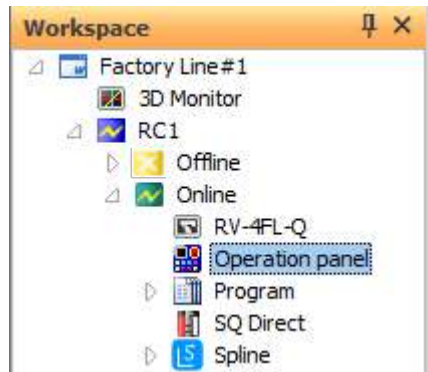 Workspace
Factory Line#1
3D Monitor
RC1
Offline
Online
RV-4FL-Q
Operation panel
Program
SQ Direct
Spline